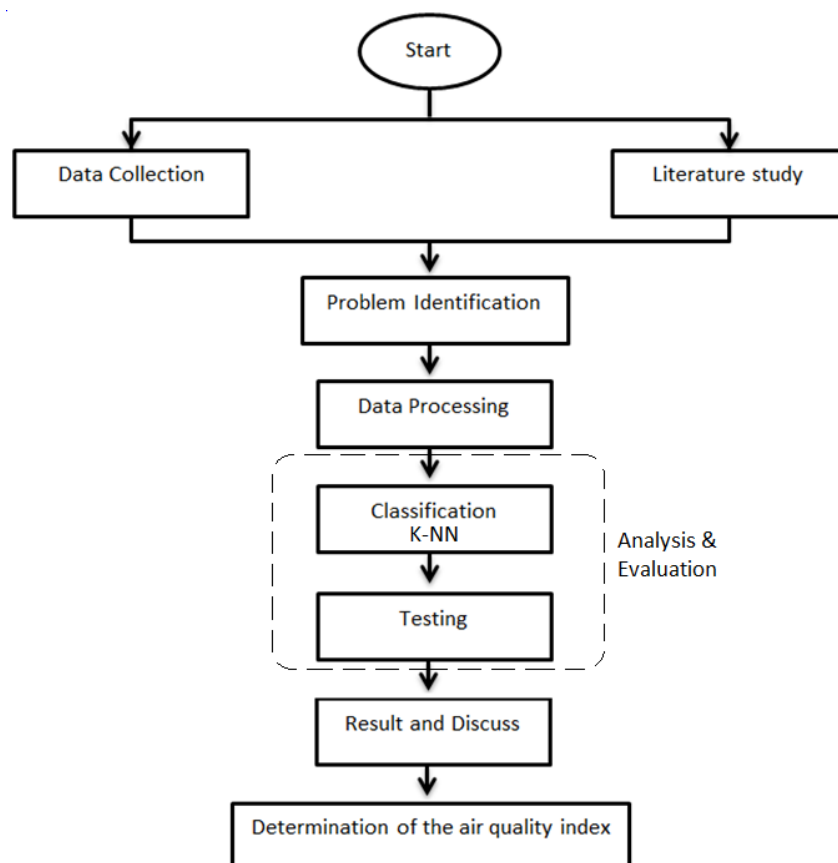 Start
Data Collection
Literature study
Problem Identification
Data Processing
Classification
K-NN
Analysis &
Evaluation
Testing
Result and Discuss
Determination of the air quality index